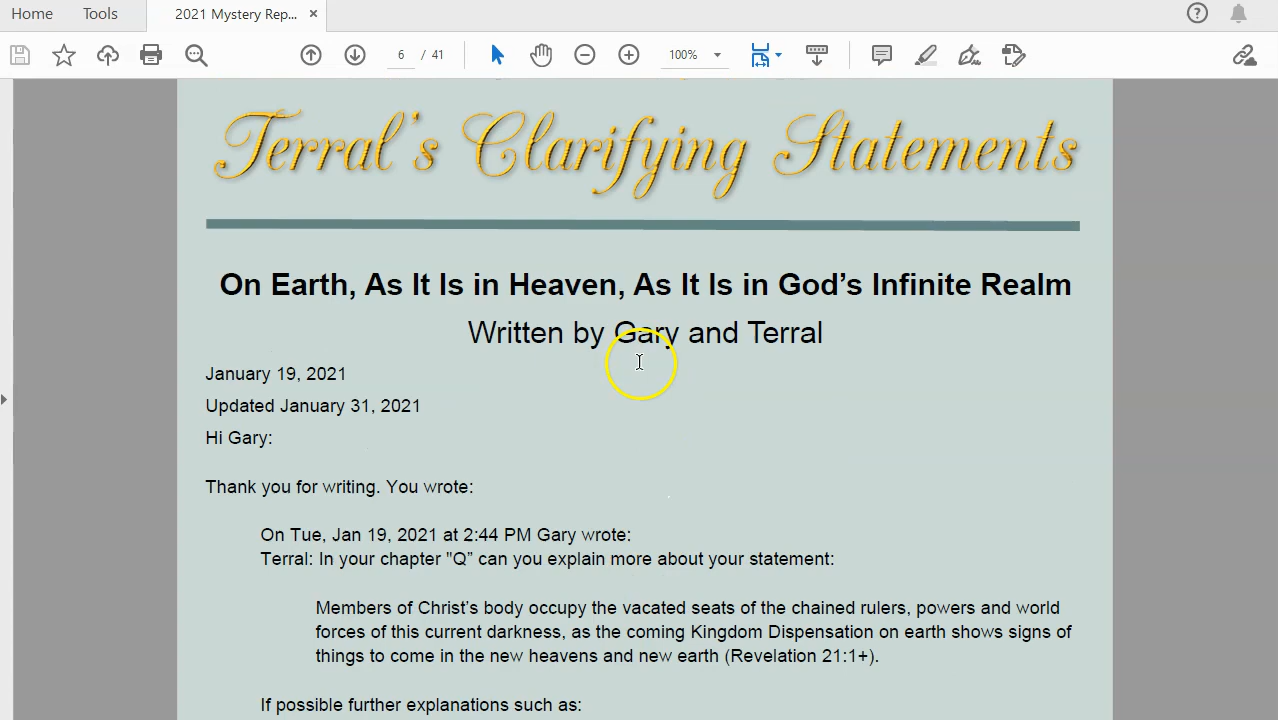 Home Tools 2021 Mystery Rep... ×
6 / 41 100%
Terral's Clarifying Statements
On Earth, As It Is in Heaven, As It Is in God’s Infinite Realm
Written by Gary and Terral
January 19, 2021
Updated January 31, 2021
Hi Gary:
Thank you for writing. You wrote:
On Tue, Jan 19, 2021 at 2:44 PM Gary wrote:
Terral: In your chapter "Q” can you explain more about your statement:
Members of Christ’s body occupy the vacated seats of the chained rulers, powers and world
forces of this current darkness, as the coming Kingdom Dispensation on earth shows signs of
things to come in the new heavens and new earth (Revelation 21:1+).
If possible further explanations such as: